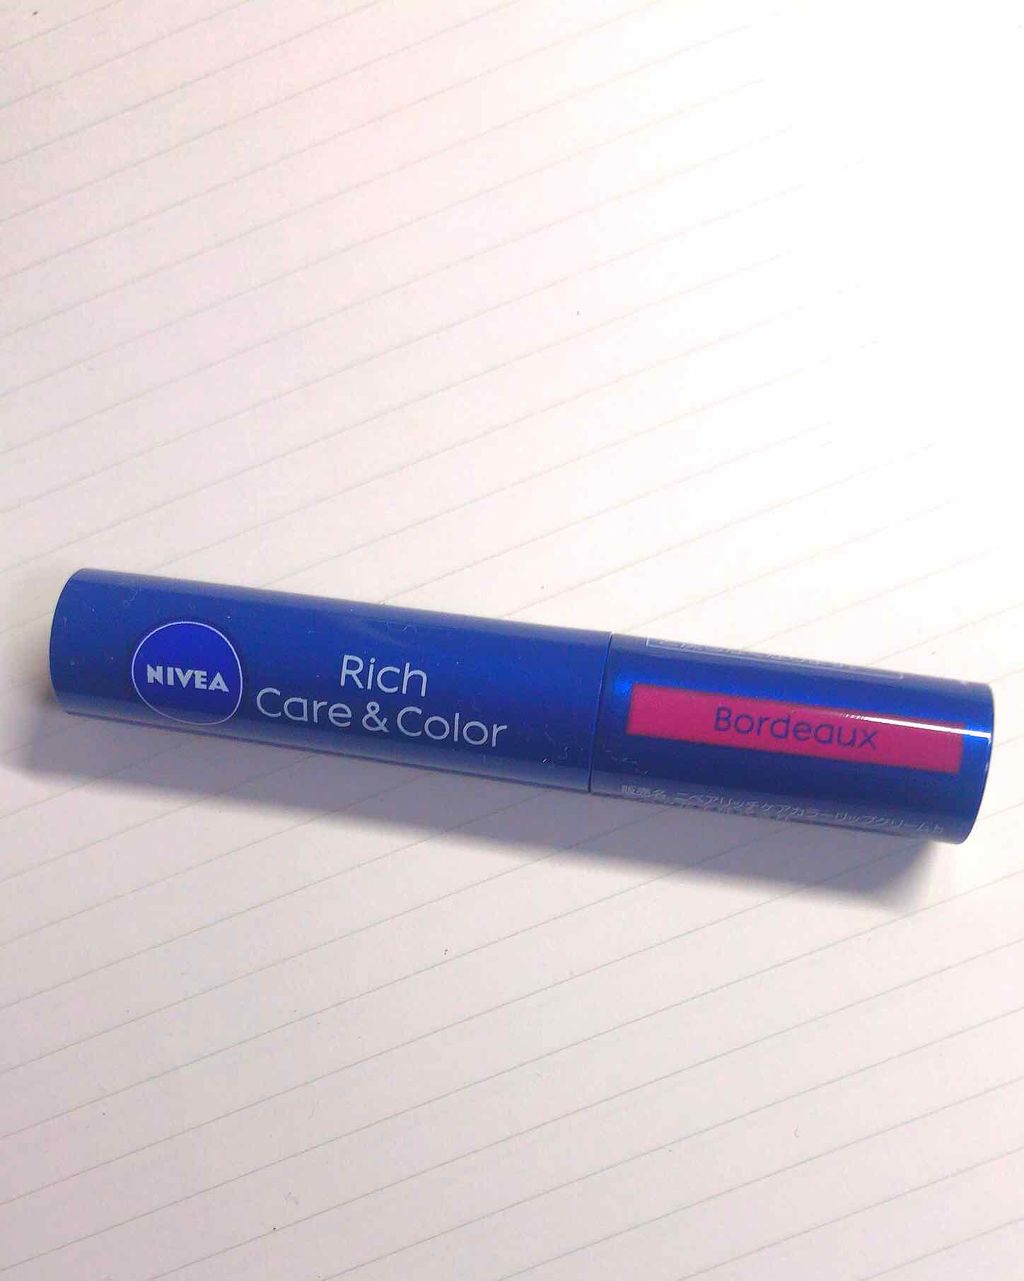 NIVEA
Rich
Care & Color
Bordeaux
販売名 ニベアリッチケアカラーリップクリームb